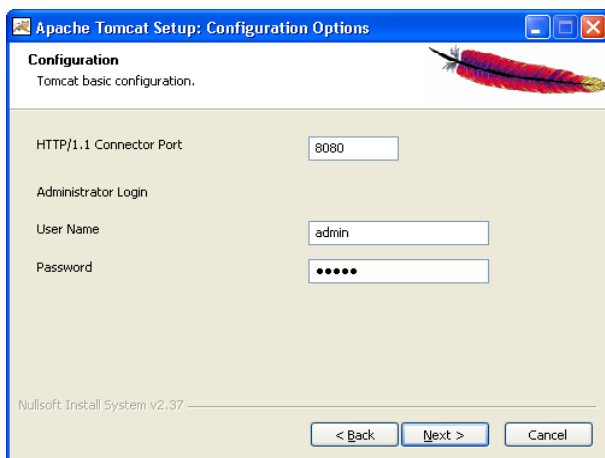 Apache Tomcat Setup: Configuration Options
Configuration
Tomcat basic configuration.
HTTP/1.1 Connector Port 8080
Administrator Login
User Name admin
Password •••••
Nullsoft Install System v2.37
< Back Next > Cancel